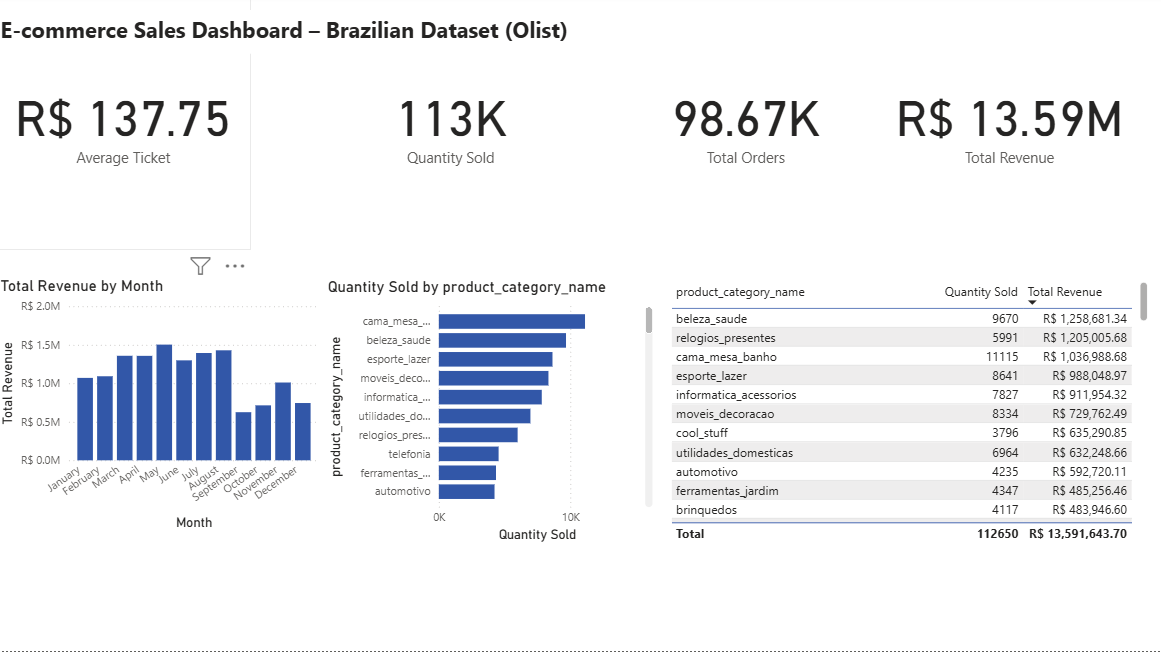 E-commerce Sales Dashboard – Brazilian Dataset (Olist)
R$ 137.75
Average Ticket
113K
Quantity Sold
98.67K
Total Orders
R$ 13.59M
Total Revenue
Total Revenue by Month
Total Revenue
R$ 2.0M
R$ 1.5M
R$ 1.0M
R$ 0.5M
R$ 0.0M
January
February
March
April
May
June
July
August
September
October
November
December
Month
Quantity Sold by product_category_name
product_category_name
cama_mesa_...
beleza_saude
esporte_lazer
moveis_deco...
informatica_...
utilidades_do...
relogios_pres...
telefonia
ferramentas_...
automotivo
0K 10K
Quantity Sold
product_category_name Quantity Sold Total Revenue
beleza_saude 9670 R$ 1,258,681.34
relogios_presentes 5991 R$ 1,205,005.68
cama_mesa_banho 11115 R$ 1,036,988.68
esporte_lazer 8641 R$ 988,048.97
informatica_acessorios 7827 R$ 911,954.32
moveis_decoracao 8334 R$ 729,762.49
cool_stuff 3796 R$ 635,290.85
utilidades_domesticas 6964 R$ 632,248.66
automotivo 4235 R$ 592,720.11
ferramentas_jardim 4347 R$ 485,256.46
brinquedos 4117 R$ 483,946.60
Total 112650 R$ 13,591,643.70